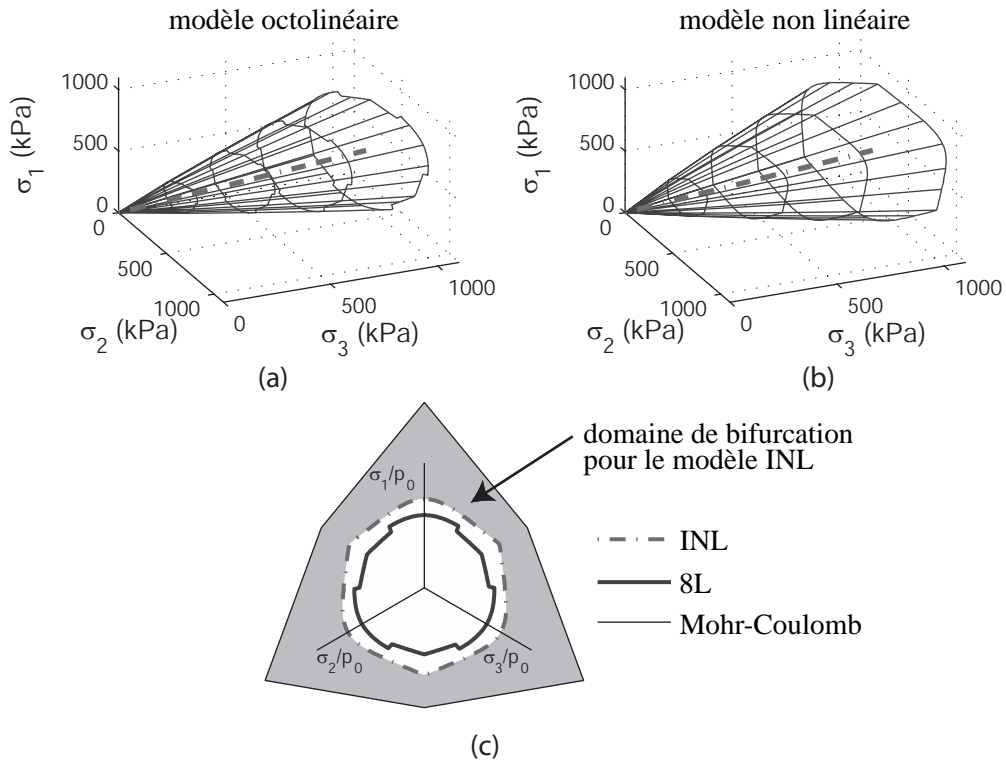 modèle octolinéaire
modèle non linéaire
1000
500
0
σ1 (kPa)
0
500
1000
σ2 (kPa)
0
500
1000
σ3 (kPa)
(a)
1000
500
0
σ1 (kPa)
0
500
1000
σ2 (kPa)
0
500
1000
σ3 (kPa)
(b)
domaine de bifurcation
pour le modèle INL
σ1/p0
σ2/p0
σ3/p0
INL
8L
Mohr-Coulomb
(c)